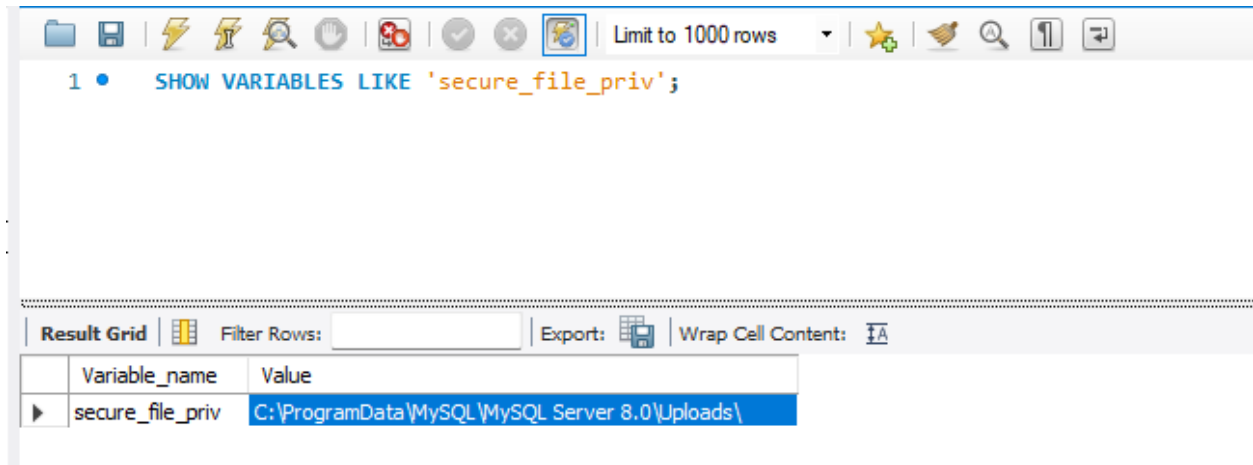 Limit to 1000 rows
1 SHOW VARIABLES LIKE 'secure_file_priv';
Result Grid Filter Rows: Export: Wrap Cell Content:
Variable_name Value
secure_file_priv C:\ProgramData\MySQL\MySQL Server 8.0\Uploads\